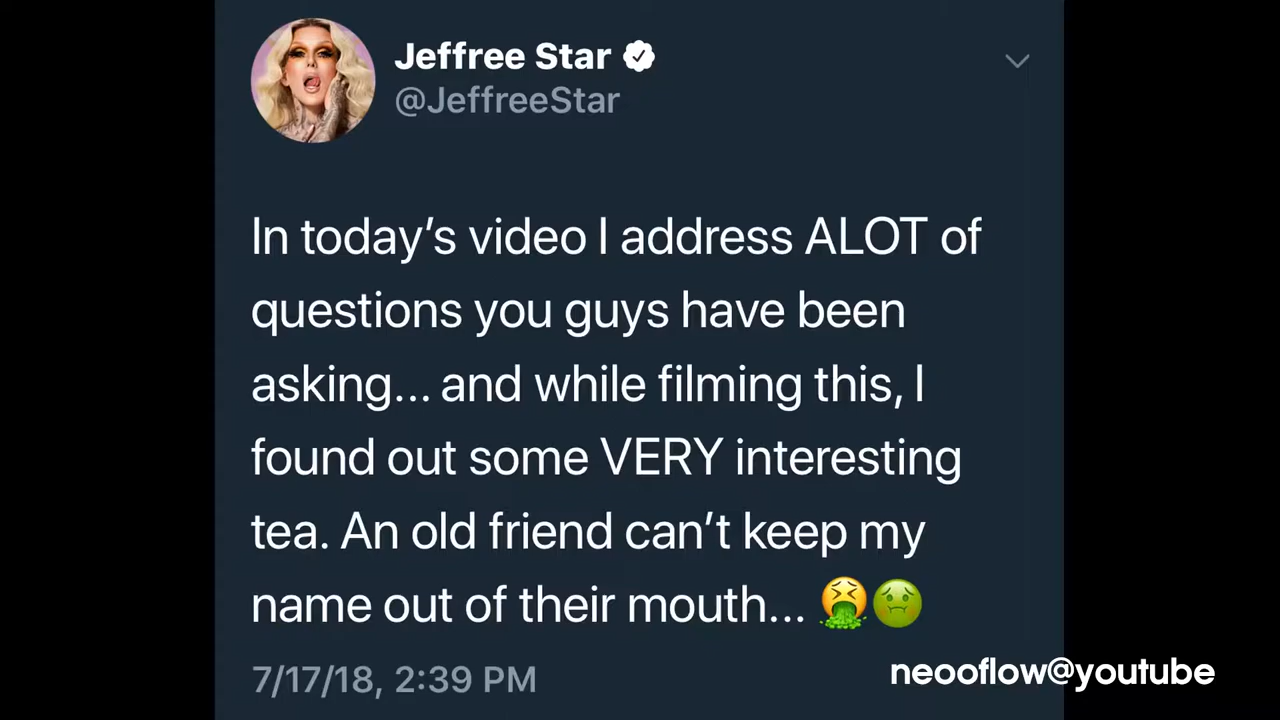 Jeffree Star
@JeffreeStar
In today’s video I address ALOT of
questions you guys have been
asking... and while filming this, I
found out some VERY interesting
tea. An old friend can’t keep my
name out of their mouth... 🤮🤢
7/17/18, 2:39 PM
neooflow@youtube